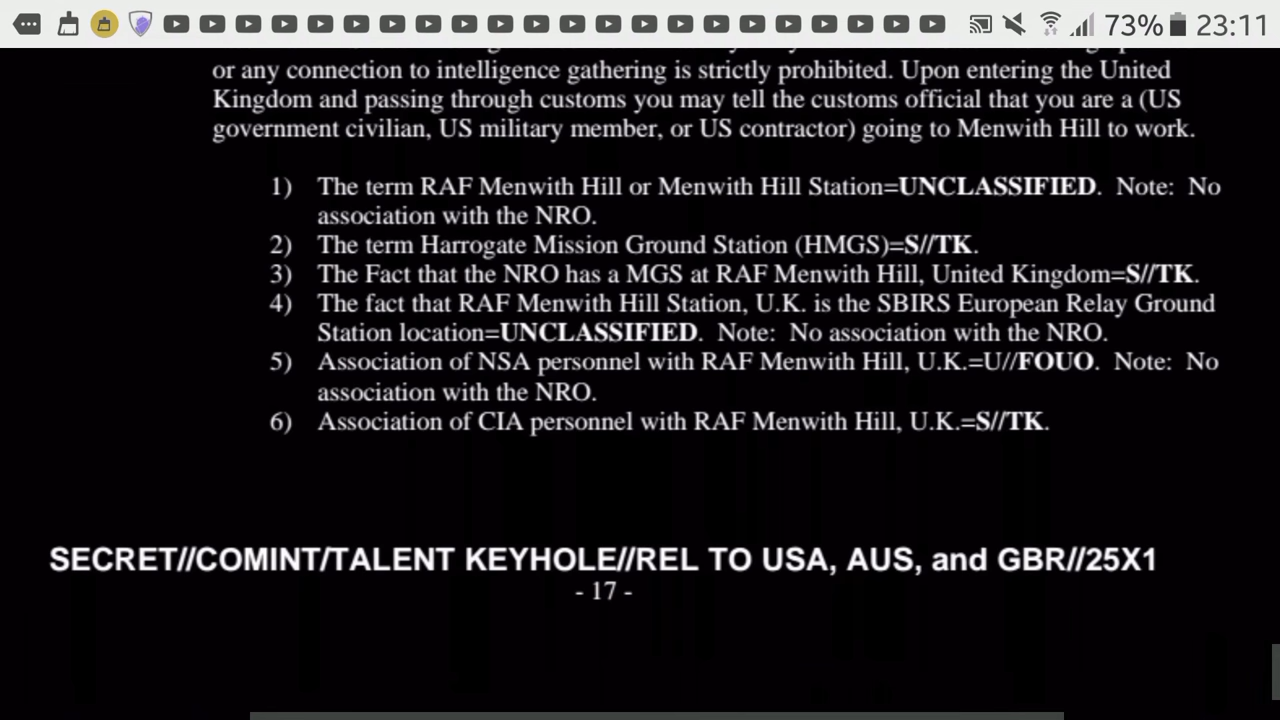 73% 23:11
or any connection to intelligence gathering is strictly prohibited. Upon entering the United
Kingdom and passing through customs you may tell the customs official that you are a (US
government civilian, US military member, or US contractor) going to Menwith Hill to work.
1) The term RAF Menwith Hill or Menwith Hill Station=UNCLASSIFIED. Note: No
association with the NRO.
2) The term Harrogate Mission Ground Station (HMGS)=S//TK.
3) The Fact that the NRO has a MGS at RAF Menwith Hill, United Kingdom=S//TK.
4) The fact that RAF Menwith Hill Station, U.K. is the SBIRS European Relay Ground
Station location=UNCLASSIFIED. Note: No association with the NRO.
5) Association of NSA personnel with RAF Menwith Hill, U.K.=U//FOUO. Note: No
association with the NRO.
6) Association of CIA personnel with RAF Menwith Hill, U.K.=S//TK.
SECRET//COMINT/TALENT KEYHOLE//REL TO USA, AUS, and GBR//25X1
- 17 -